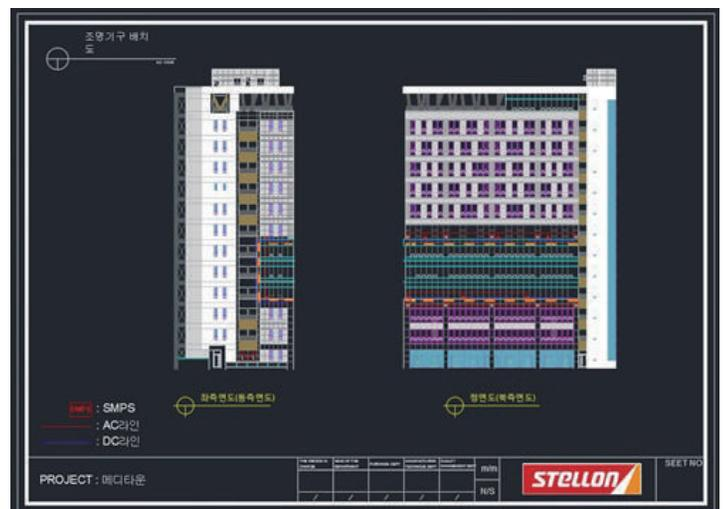 조명기구 배치
도
좌측면도(동측면도)
정면도(북측면도)
SMPS : SMPS
: AC라인
: DC라인
PROJECT : 메디타운
m/m
N/S
STELLON
SEET NO